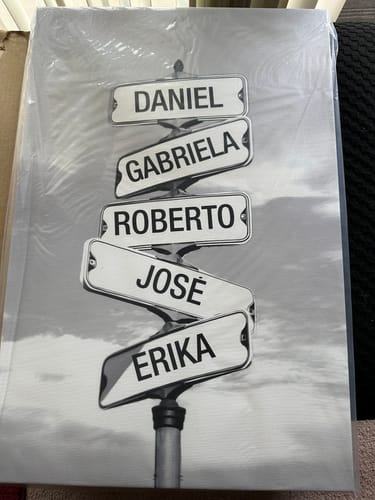 DANIEL
GABRIELA
ROBERTO
JOSÉ
ERIKA